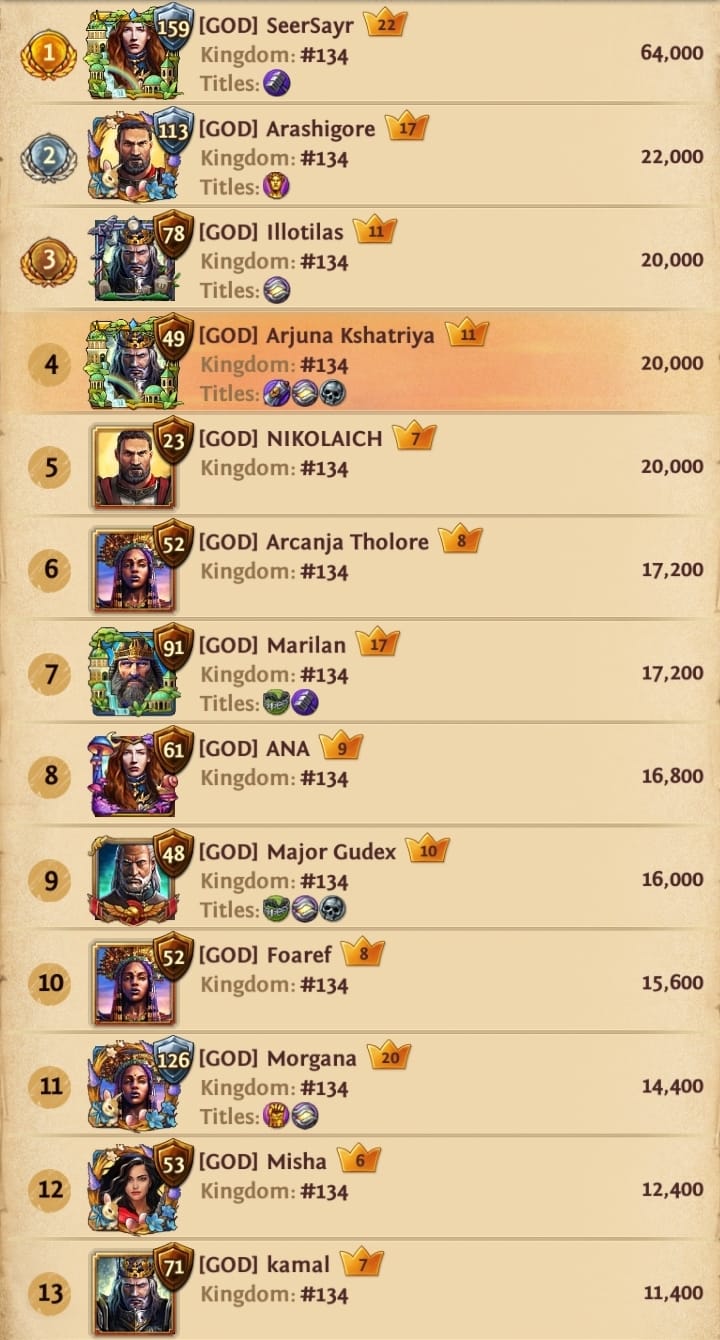 1
159
[GOD] SeerSayr 22
Kingdom: #134
Titles:
64,000
2
113
[GOD] Arashigore 17
Kingdom: #134
Titles:
22,000
3
78
[GOD] Illotilas 11
Kingdom: #134
Titles:
20,000
4
49
[GOD] Arjuna Kshatriya 11
Kingdom: #134
Titles:
20,000
5
23
[GOD] NIKOLAICH 7
Kingdom: #134
20,000
6
52
[GOD] Arcanja Tholore 8
Kingdom: #134
17,200
7
91
[GOD] Marilan 17
Kingdom: #134
Titles:
17,200
8
61
[GOD] ANA 9
Kingdom: #134
16,800
9
48
[GOD] Major Gudex 10
Kingdom: #134
Titles:
16,000
10
52
[GOD] Foaref 8
Kingdom: #134
15,600
11
126
[GOD] Morgana 20
Kingdom: #134
Titles:
14,400
12
53
[GOD] Misha 6
Kingdom: #134
12,400
13
71
[GOD] kamal 7
Kingdom: #134
11,400